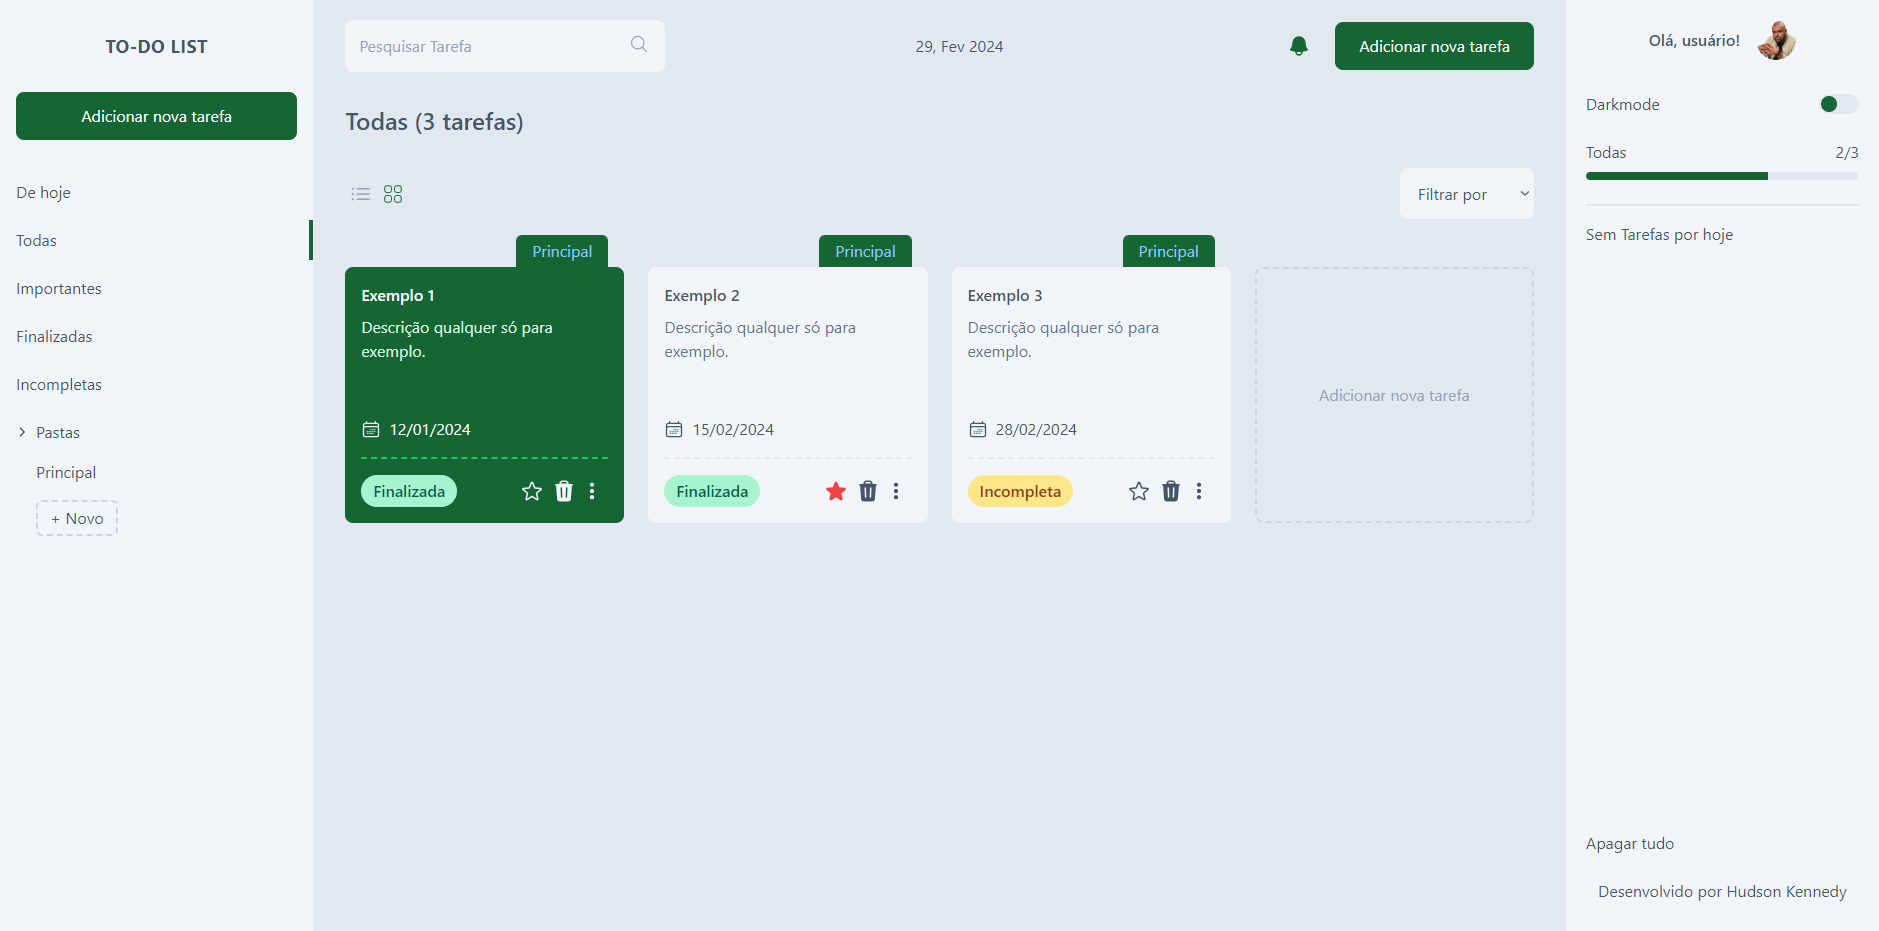 TO-DO LIST
Adicionar nova tarefa
De hoje
Todas
Importantes
Finalizadas
Incompletas
Pastas
Principal
+ Novo
Pesquisar Tarefa
29, Fev 2024
Adicionar nova tarefa
Todas (3 tarefas)
Filtrar por
Principal
Exemplo 1
Descrição qualquer só para
exemplo.
12/01/2024
Finalizada
Principal
Exemplo 2
Descrição qualquer só para
exemplo.
15/02/2024
Finalizada
Principal
Exemplo 3
Descrição qualquer só para
exemplo.
28/02/2024
Incompleta
Adicionar nova tarefa
Olá, usuário!
Darkmode
Todas 2/3
Sem Tarefas por hoje
Apagar tudo
Desenvolvido por Hudson Kennedy